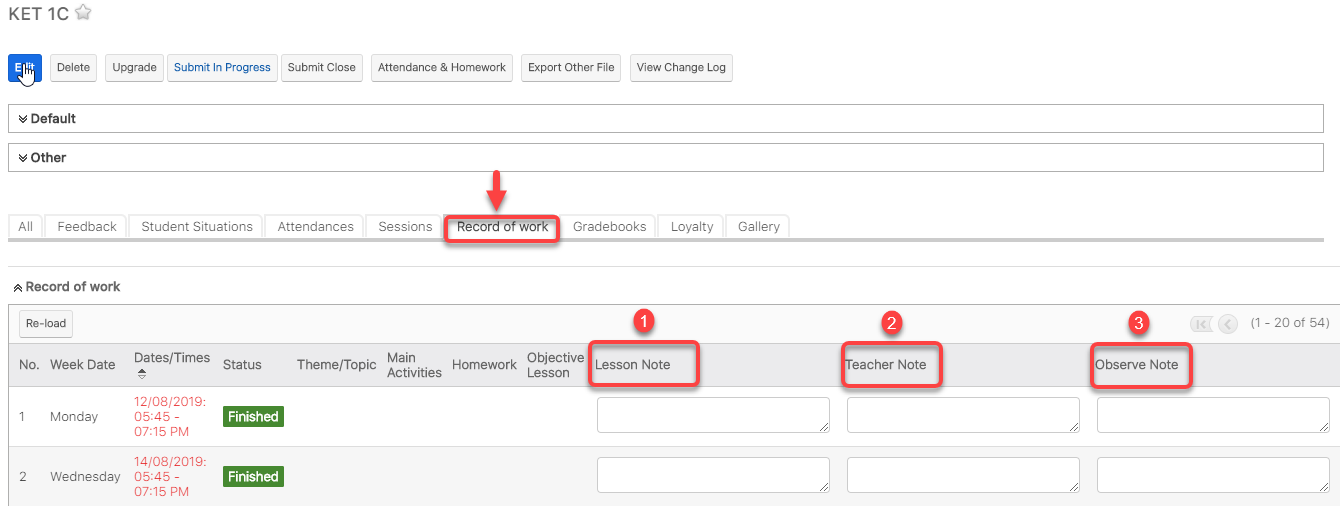 KET 1C
Edit Delete Upgrade Submit In Progress Submit Close Attendance & Homework Export Other File View Change Log
Default
Other
All Feedback Student Situations Attendances Sessions Record of work Gradebooks Loyalty Gallery
Record of work
Re-load 1 2 3 (1 - 20 of 54)
No. Week Date Dates/Times Status Theme/Topic Main Activities Homework Objective Lesson Lesson Note Teacher Note Observe Note
1 Monday 12/08/2019: 05:45 - 07:15 PM Finished
2 Wednesday 14/08/2019: 05:45 - 07:15 PM Finished